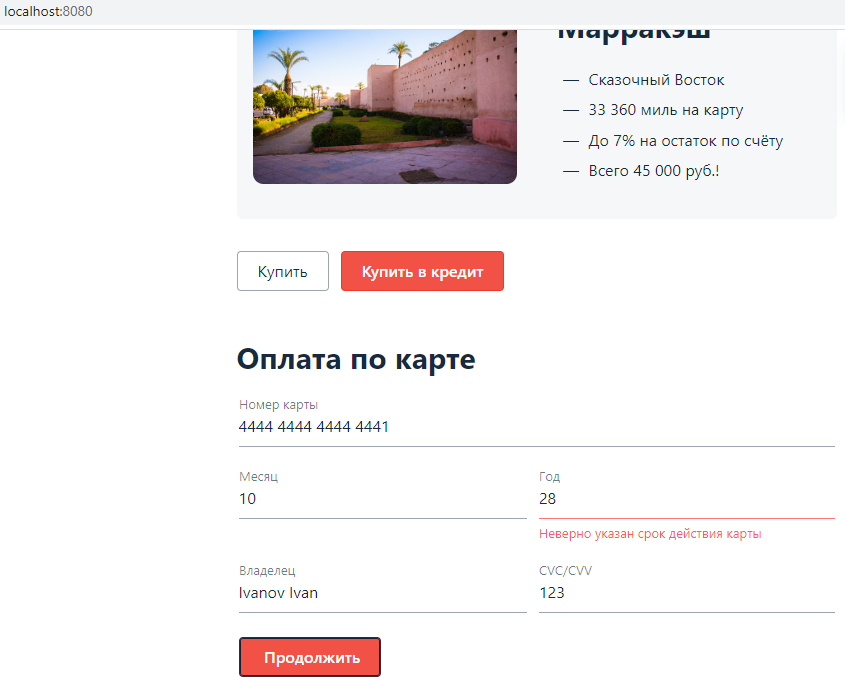 localhost:8080
Марракэш
— Сказочный Восток
— 33 360 миль на карту
— До 7% на остаток по счёту
— Всего 45 000 руб.!
Купить
Купить в кредит
Оплата по карте
Номер карты
4444 4444 4444 4441
Месяц
Год
10
28
Неверно указан срок действия карты
Владелец
CVC/CVV
Ivanov Ivan
123
Продолжить